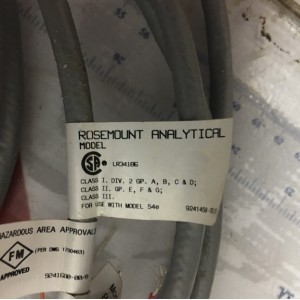 ROSEMOUNT ANALYTICAL
MODEL
LR34186
CLASS I. DIV. 2 GP. A, B, C & D;
CLASS II. GP. E, F & G;
CLASS III.
FOR USE WITH MODEL 54e
HAZARDOUS AREA APPROVAL
FM
APPROVED